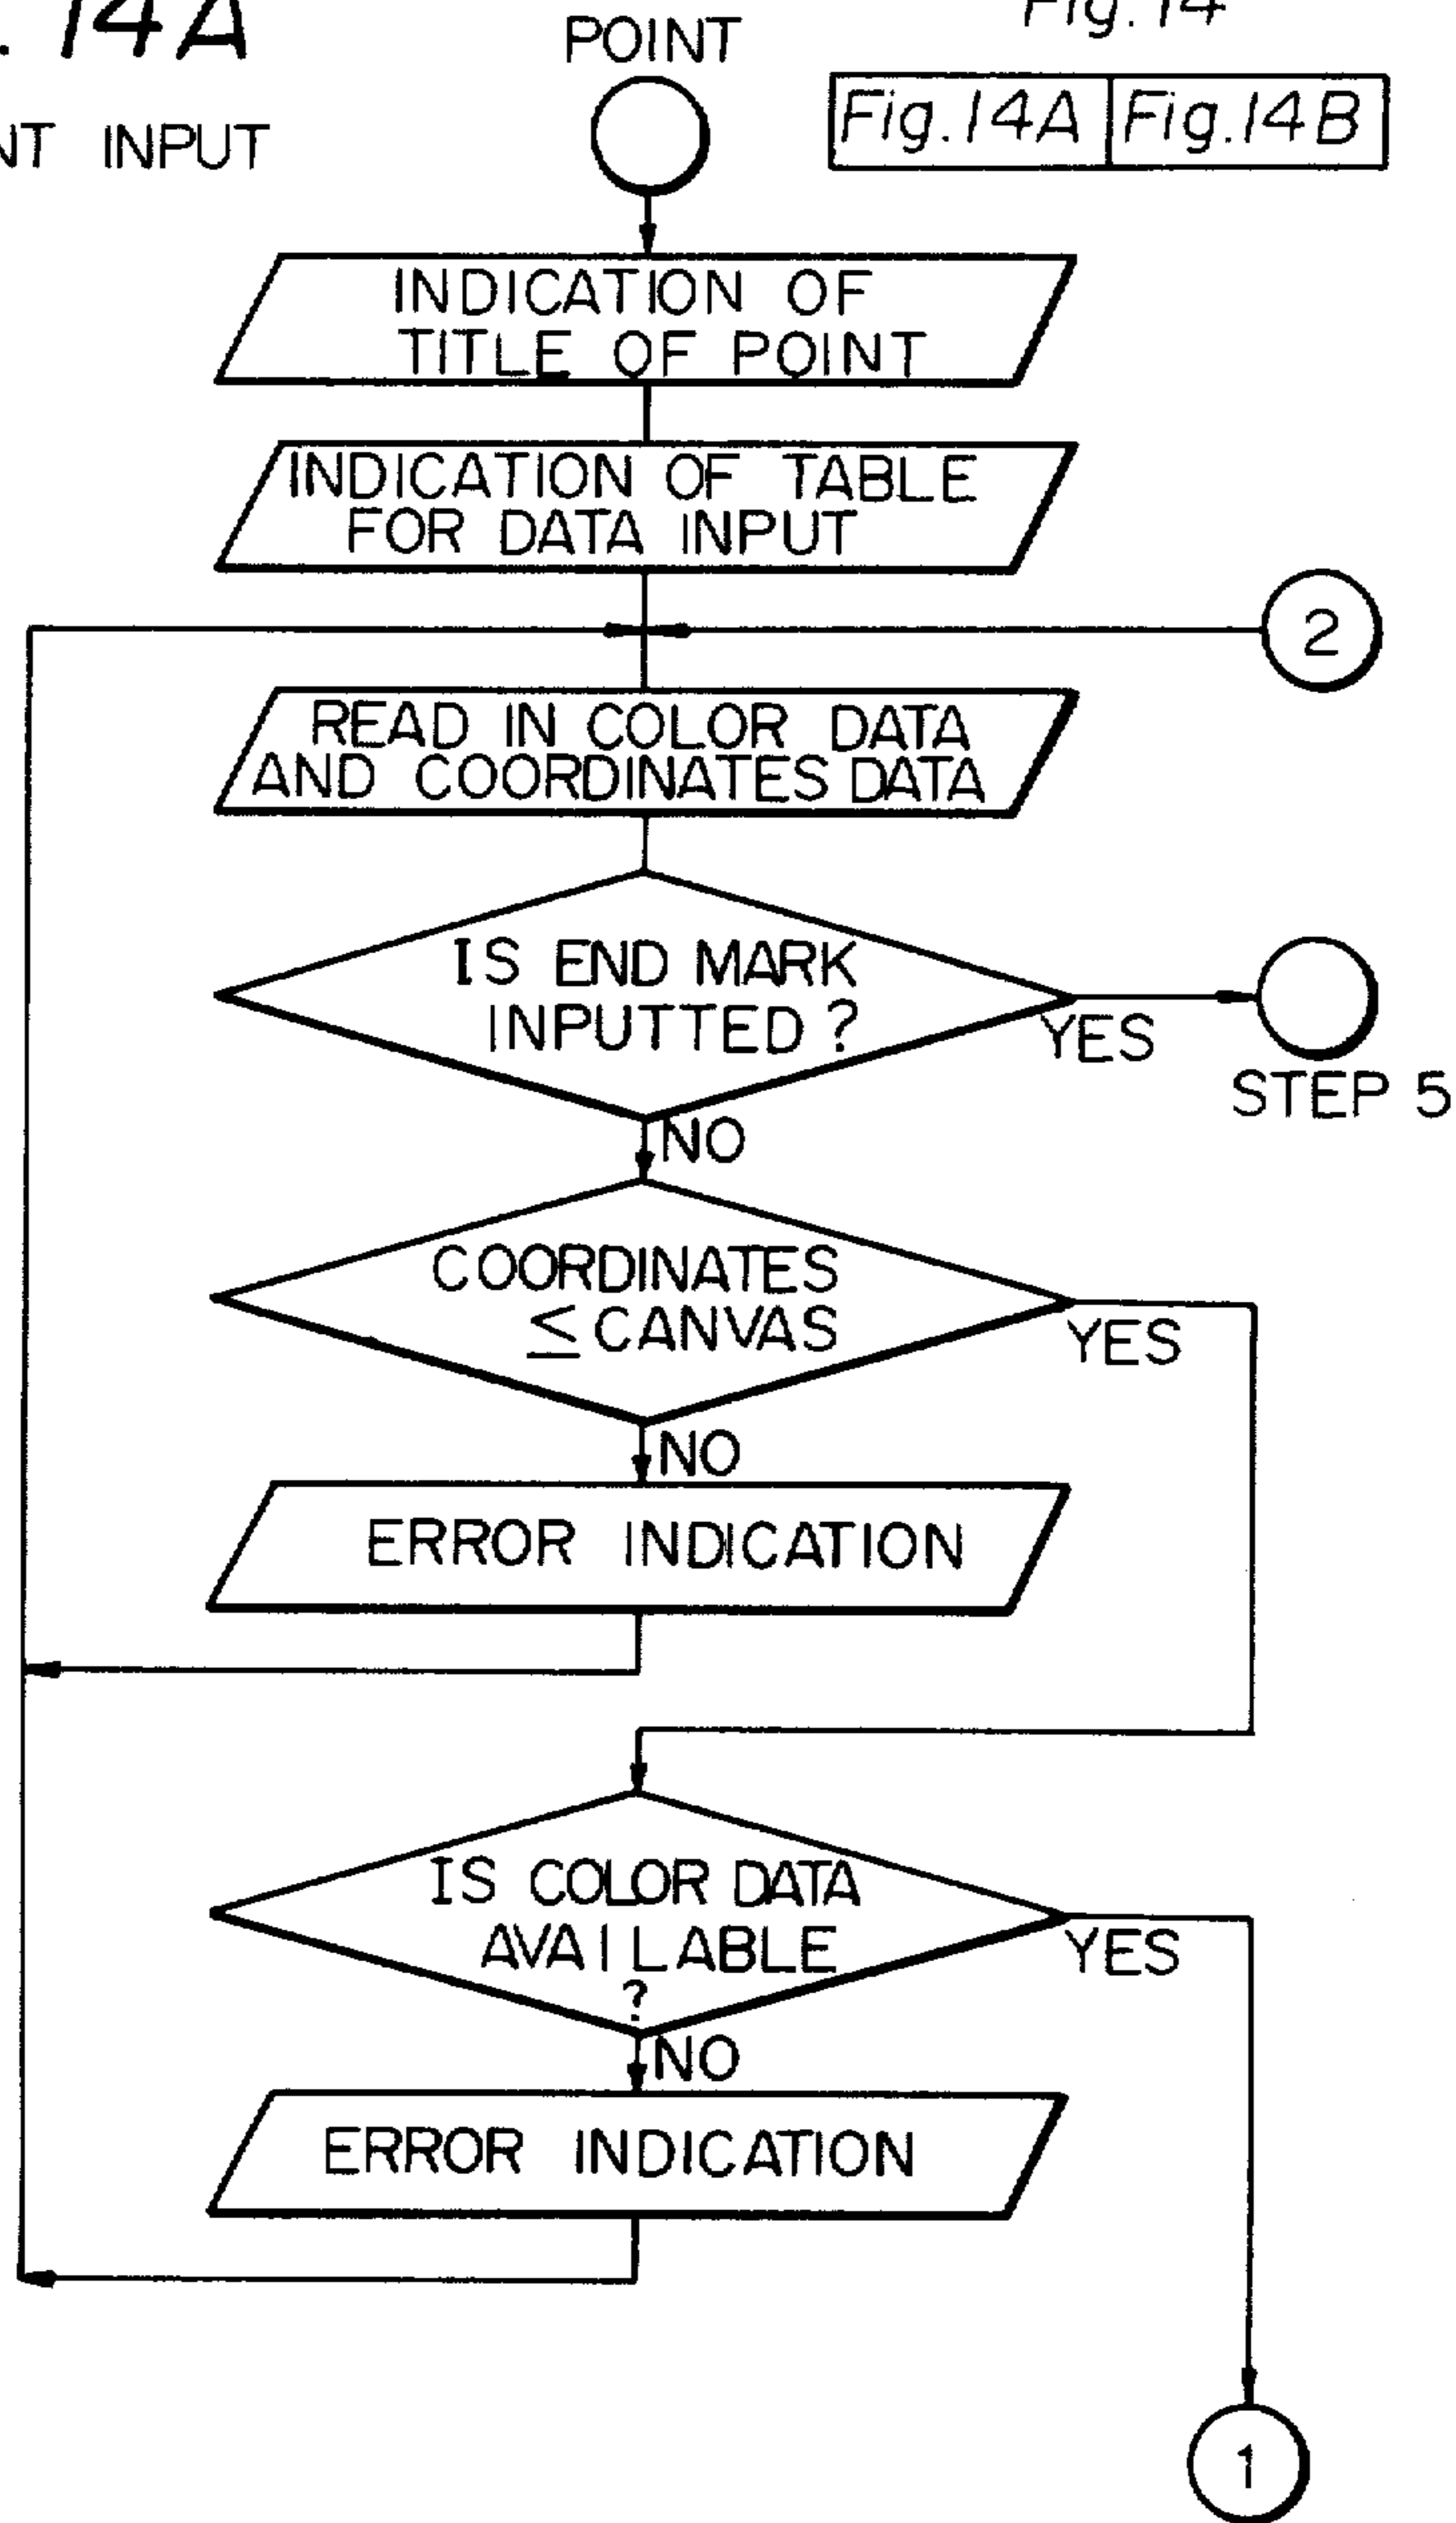 . 14A
POINT
Fig. 14
Fig. 14A Fig. 14B
INPUT
INDICATION OF
TITLE OF POINT
INDICATION OF TABLE
FOR DATA INPUT
2
READ IN COLOR DATA
AND COORDINATES DATA
IS END MARK
INPUTTED ?
YES
STEP 5
NO
COORDINATES
≤ CANVAS
YES
NO
ERROR INDICATION
IS COLOR DATA
AVAILABLE
?
YES
NO
ERROR INDICATION
1